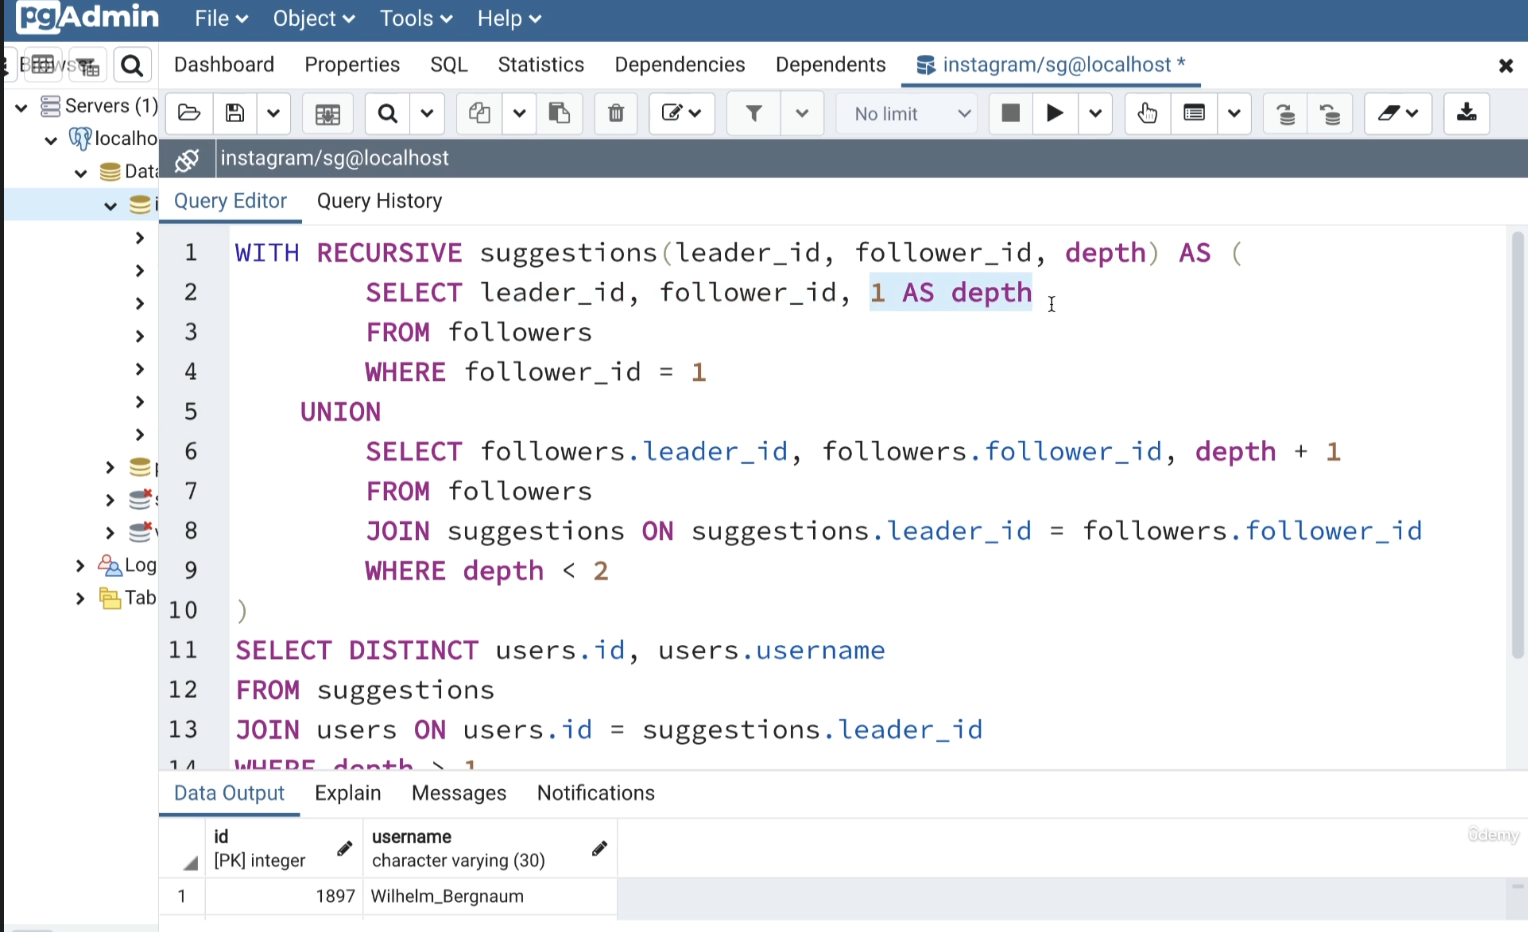 pgAdmin File Object Tools Help
Dashboard Properties SQL Statistics Dependencies Dependents instagram/sg@localhost *
Servers (1)
No limit
localho
instagram/sg@localhost
Data
Query Editor Query History
1 WITH RECURSIVE suggestions(leader_id, follower_id, depth) AS (
2 SELECT leader_id, follower_id, 1 AS depth
3 FROM followers
4 WHERE follower_id = 1
5 UNION
6 SELECT followers.leader_id, followers.follower_id, depth + 1
7 FROM followers
8 JOIN suggestions ON suggestions.leader_id = followers.follower_id
9 WHERE depth < 2
10 )
11 SELECT DISTINCT users.id, users.username
12 FROM suggestions
13 JOIN users ON users.id = suggestions.leader_id
14 WHERE depth > 1
Log
Tab
Data Output Explain Messages Notifications
id username
[PK] integer character varying (30)
1 1897 Wilhelm_Bergnaum
ûdemy